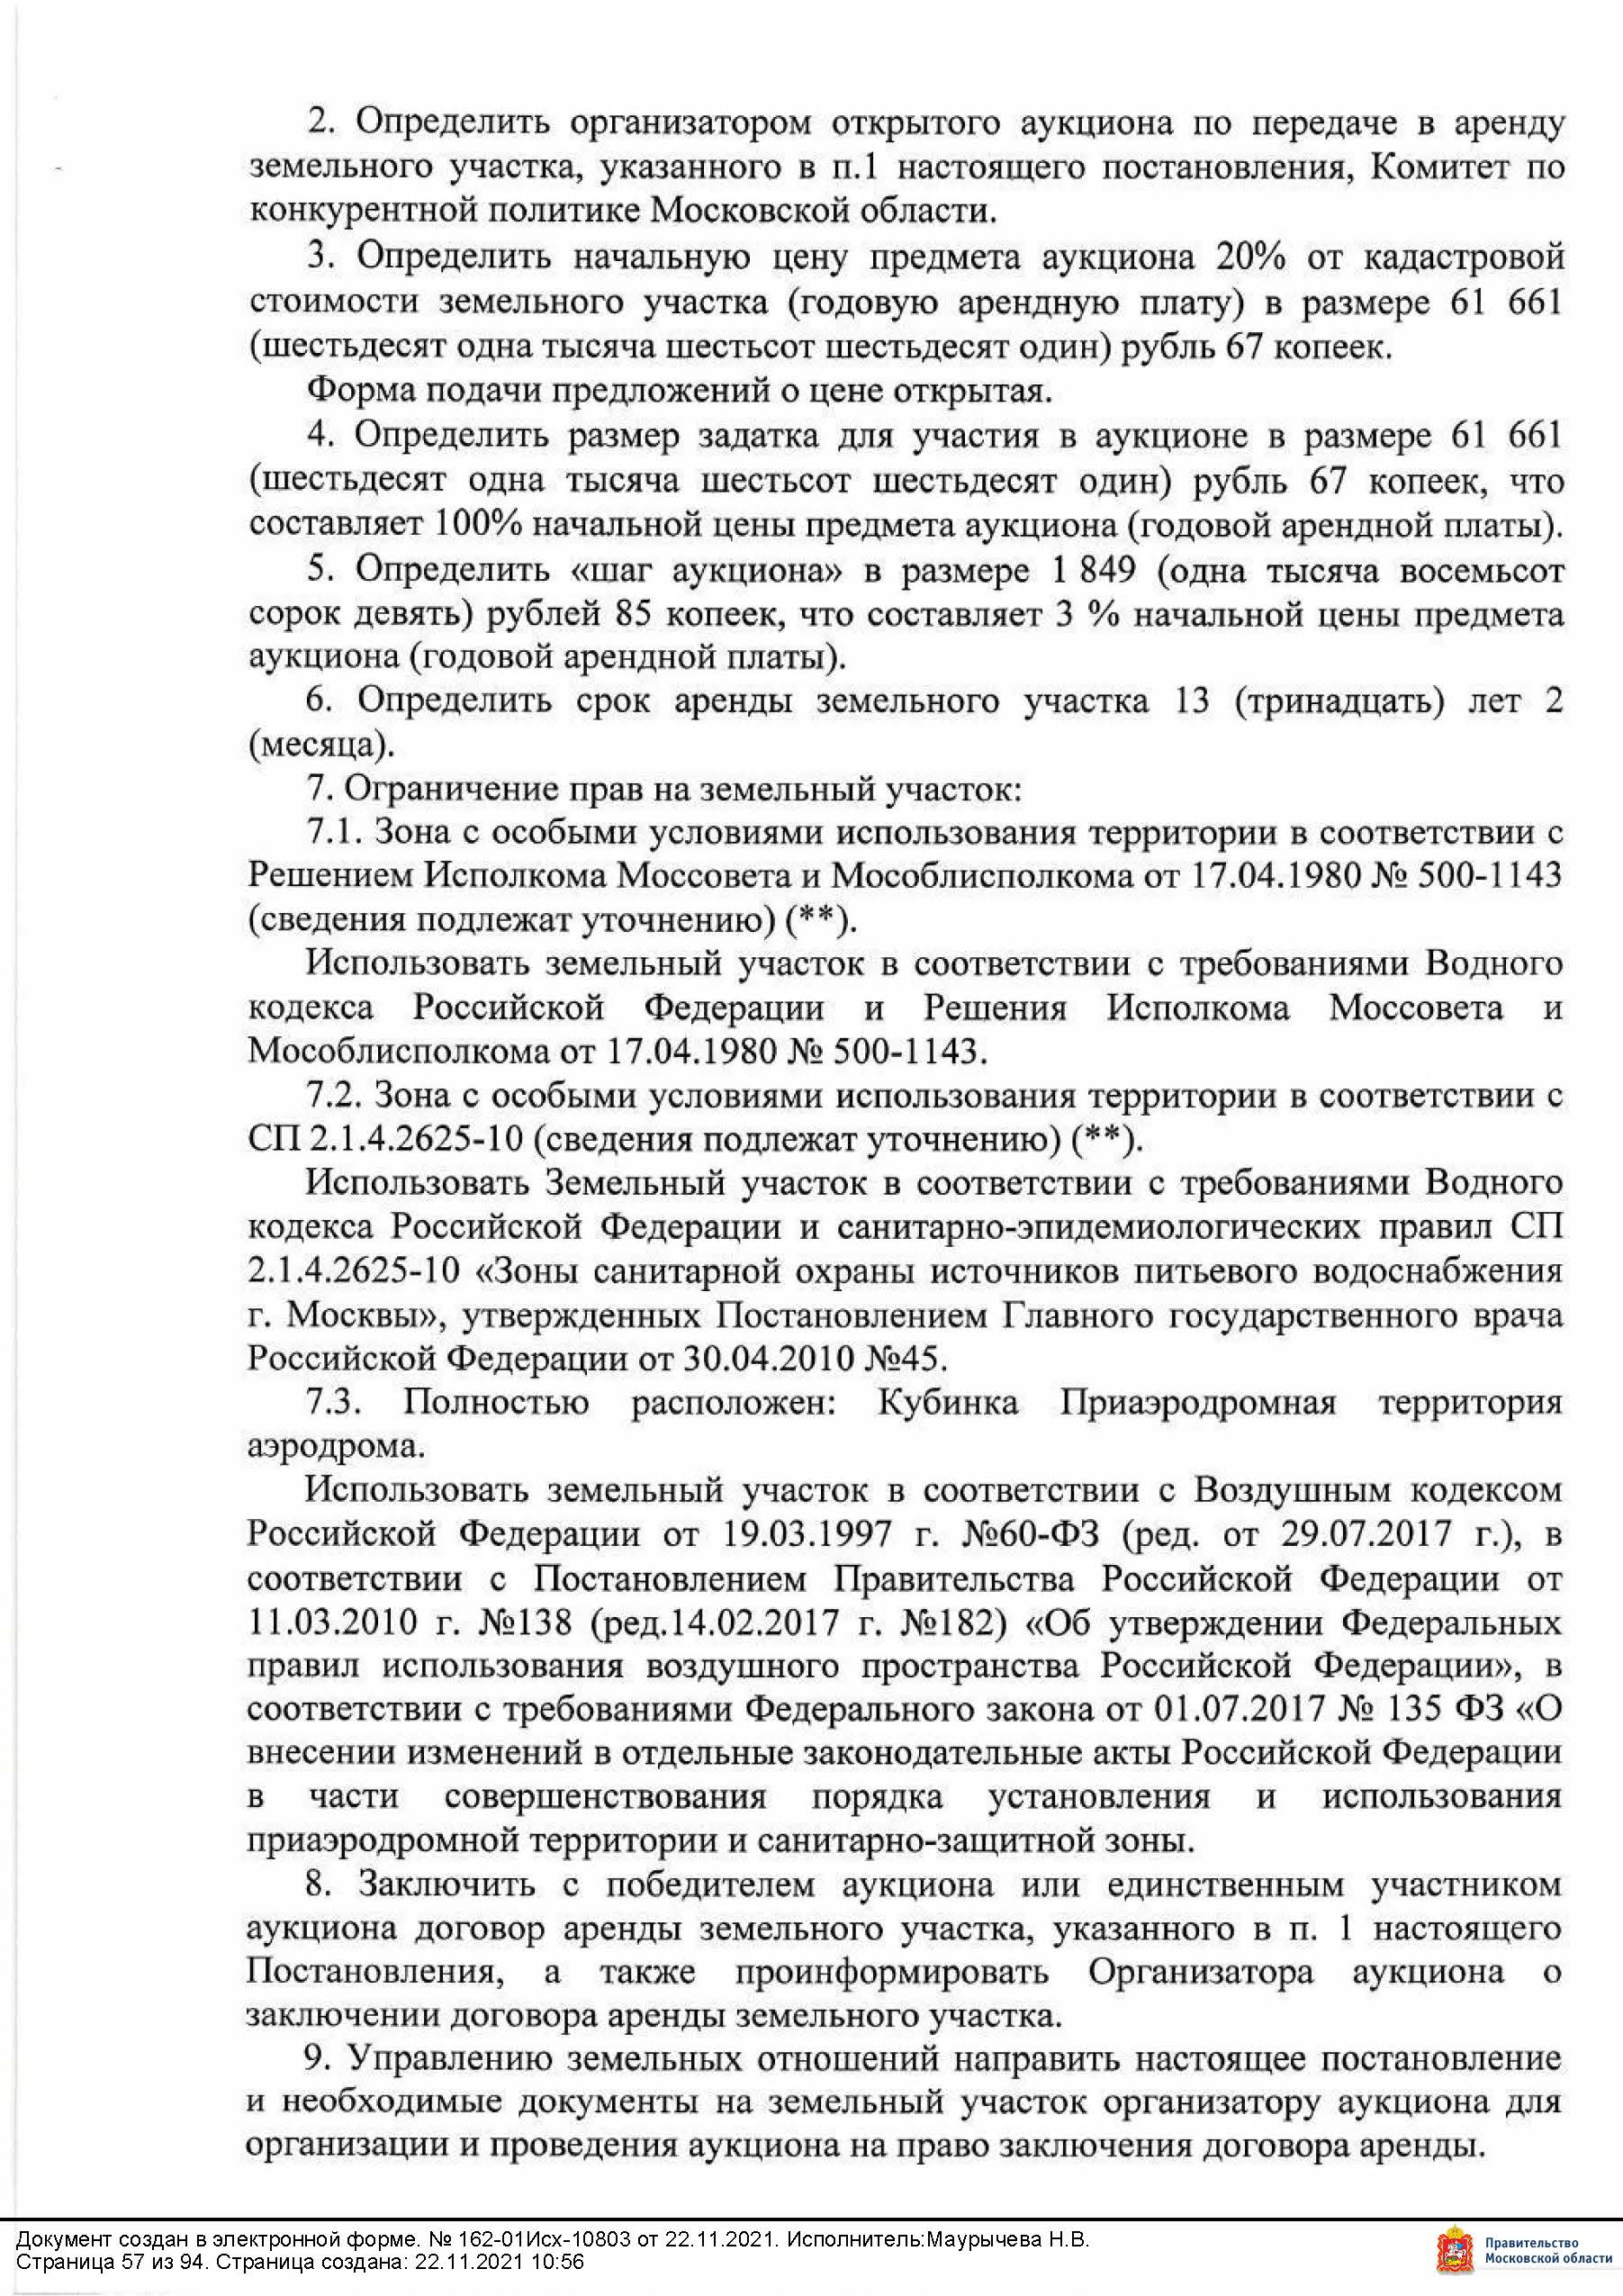 2. Определить организатором открытого аукциона по передаче в аренду
земельного участка, указанного в п.1 настоящего постановления, Комитет по
конкурентной политике Московской области.
3. Определить начальную цену предмета аукциона 20% от кадастровой
стоимости земельного участка (годовую арендную плату) в размере 61 661
(шестьдесят одна тысяча шестьсот шестьдесят один) рубль 67 копеек.
Форма подачи предложений о цене открытая.
4. Определить размер задатка для участия в аукционе в размере 61 661
(шестьдесят одна тысяча шестьсот шестьдесят один) рубль 67 копеек, что
составляет 100% начальной цены предмета аукциона (годовой арендной платы).
5. Определить «шаг аукциона» в размере 1 849 (одна тысяча восемьсот
сорок девять) рублей 85 копеек, что составляет 3 % начальной цены предмета
аукциона (годовой арендной платы).
6. Определить срок аренды земельного участка 13 (тринадцать) лет 2
(месяца).
7. Ограничение прав на земельный участок:
7.1. Зона с особыми условиями использования территории в соответствии с
Решением Исполкома Моссовета и Мособлисполкома от 17.04.1980 № 500-1143
(сведения подлежат уточнению) (**).
Использовать земельный участок в соответствии с требованиями Водного
кодекса Российской Федерации и Решения Исполкома Моссовета и
Мособлисполкома от 17.04.1980 № 500-1143.
7.2. Зона с особыми условиями использования территории в соответствии с
СП 2.1.4.2625-10 (сведения подлежат уточнению) (**).
Использовать Земельный участок в соответствии с требованиями Водного
кодекса Российской Федерации и санитарно-эпидемиологических правил СП
2.1.4.2625-10 «Зоны санитарной охраны источников питьевого водоснабжения
г. Москвы», утвержденных Постановлением Главного государственного врача
Российской Федерации от 30.04.2010 №45.
7.3. Полностью расположен: Кубинка Приаэродромная территория
аэродрома.
Использовать земельный участок в соответствии с Воздушным кодексом
Российской Федерации от 19.03.1997 г. №60-ФЗ (ред. от 29.07.2017 г.), в
соответствии с Постановлением Правительства Российской Федерации от
11.03.2010 г. №138 (ред.14.02.2017 г. №182) «Об утверждении Федеральных
правил использования воздушного пространства Российской Федерации», в
соответствии с требованиями Федерального закона от 01.07.2017 № 135 ФЗ «О
внесении изменений в отдельные законодательные акты Российской Федерации
в части совершенствования порядка установления и использования
приаэродромной территории и санитарно-защитной зоны.
8. Заключить с победителем аукциона или единственным участником
аукциона договор аренды земельного участка, указанного в п. 1 настоящего
Постановления, а также проинформировать Организатора аукциона о
заключении договора аренды земельного участка.
9. Управлению земельных отношений направить настоящее постановление
и необходимые документы на земельный участок организатору аукциона для
организации и проведения аукциона на право заключения договора аренды.
Документ создан в электронной форме. № 162-01Исх-10803 от 22.11.2021. Исполнитель:Маурычева Н.В.
Страница 57 из 94. Страница создана: 22.11.2021 10:56
Правительство
Московской области